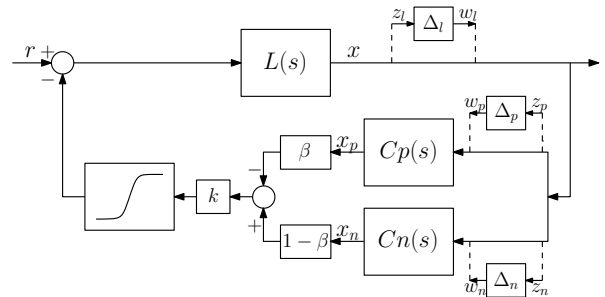 z_l Δ_l w_l
r + L(s) x
−
w_p Δ_p z_p
β x_p Cp(s)
−
k
+
1 − β x_n Cn(s)
w_n Δ_n z_n